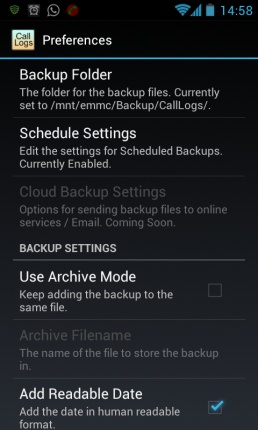 14:58
Call
Logs
Preferences
Backup Folder
The folder for the backup files. Currently
set to /mnt/emmc/Backup/CallLogs/.
Schedule Settings
Edit the settings for Scheduled Backups.
Currently Enabled.
Cloud Backup Settings
Options for sending backup files to online
services / Email. Coming Soon.
BACKUP SETTINGS
Use Archive Mode
Keep adding the backup to the
same file.
Archive Filename
The name of the file to store the backup
in.
Add Readable Date
Add the date in human readable
format.